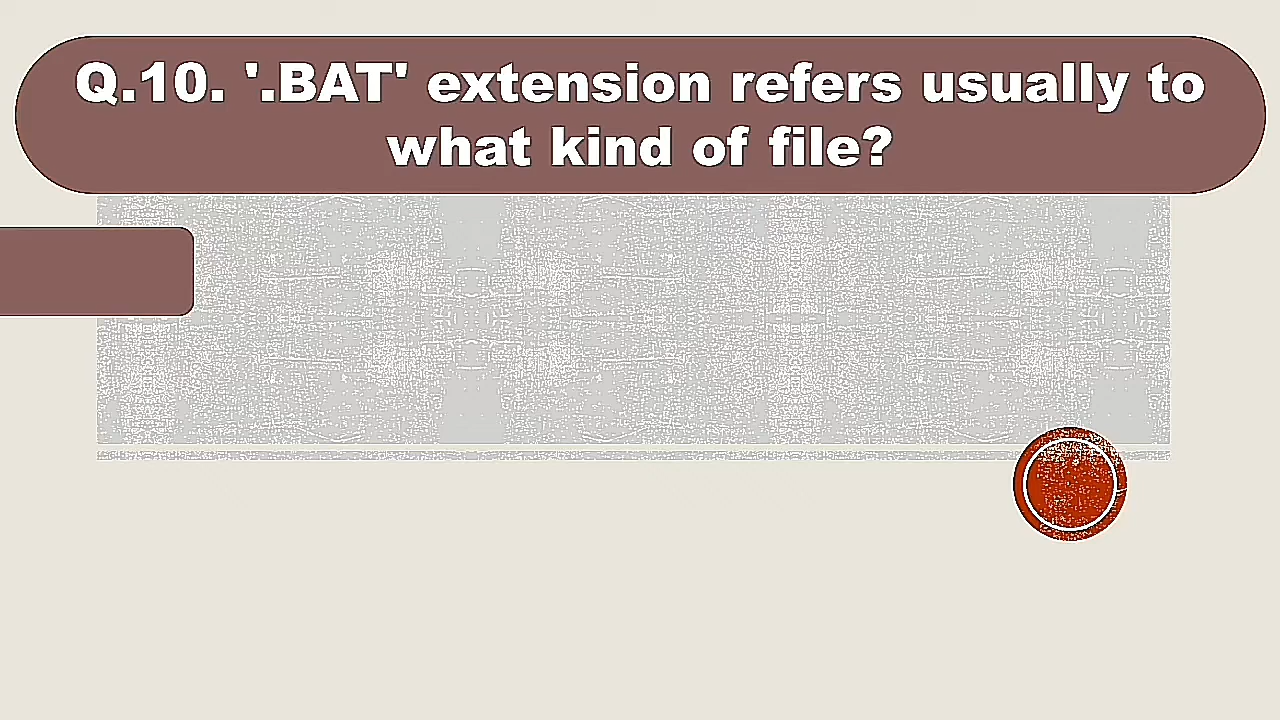 Q.10. '.BAT' extension refers usually to
what kind of file?